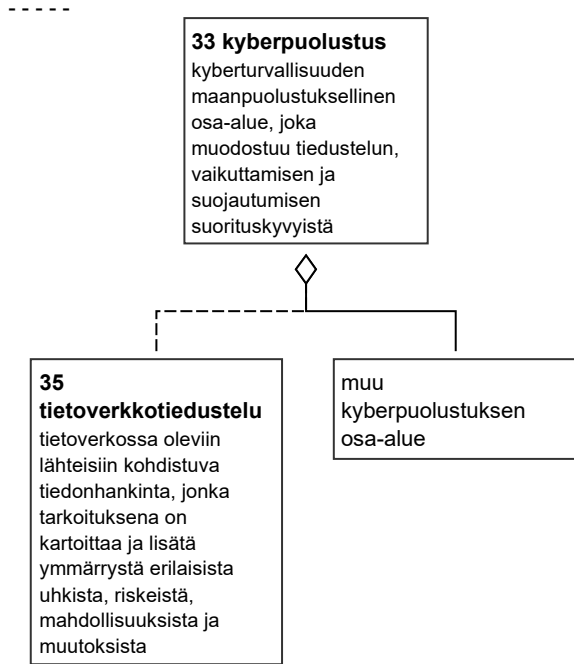 33 kyberpuolustus
kyberturvallisuuden
maanpuolustuksellinen
osa-alue, joka
muodostuu tiedustelun,
vaikuttamisen ja
suojautumisen
suorituskyvyistä
35
tietoverkkotiedustelu
tietoverkossa oleviin
lähteisiin kohdistuva
tiedonhankinta, jonka
tarkoituksena on
kartoittaa ja lisätä
ymmärrystä erilaisista
uhkista, riskeistä,
mahdollisuuksista ja
muutoksista
muu
kyberpuolustuksen
osa-alue